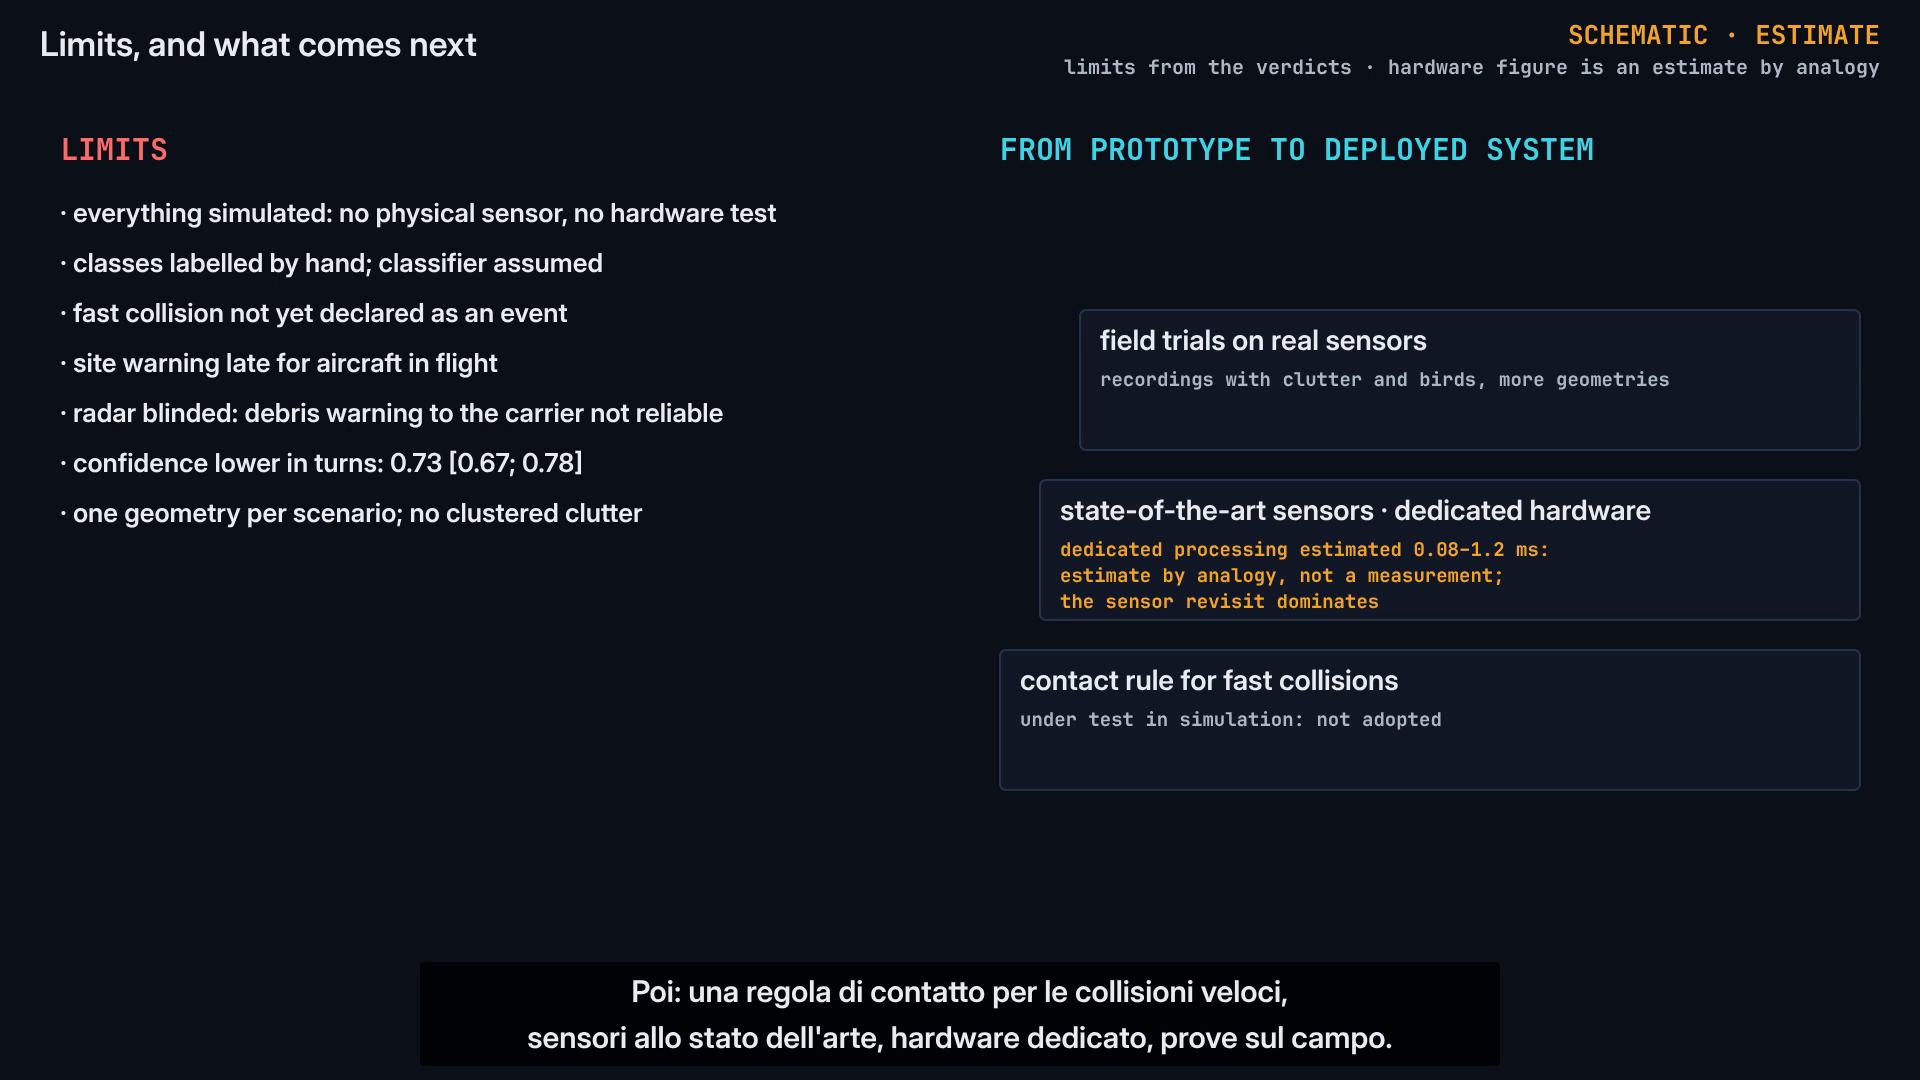 Limits, and what comes next
SCHEMATIC · ESTIMATE
limits from the verdicts · hardware figure is an estimate by analogy
LIMITS
· everything simulated: no physical sensor, no hardware test
· classes labelled by hand; classifier assumed
· fast collision not yet declared as an event
· site warning late for aircraft in flight
· radar blinded: debris warning to the carrier not reliable
· confidence lower in turns: 0.73 [0.67; 0.78]
· one geometry per scenario; no clustered clutter
FROM PROTOTYPE TO DEPLOYED SYSTEM
field trials on real sensors
recordings with clutter and birds, more geometries
state-of-the-art sensors · dedicated hardware
dedicated processing estimated 0.08–1.2 ms:
estimate by analogy, not a measurement;
the sensor revisit dominates
contact rule for fast collisions
under test in simulation: not adopted
Poi: una regola di contatto per le collisioni veloci,
sensori allo stato dell'arte, hardware dedicato, prove sul campo.